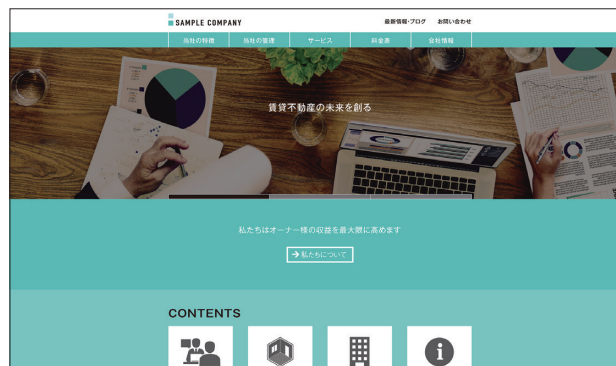 SAMPLE COMPANY
最新情報・ブログ お問い合わせ
当社の特徴 当社の管理 サービス 料金表 会社情報
賃貸不動産の未来を創る
私たちはオーナー様の収益を最大限に高めます
→私たちについて
CONTENTS